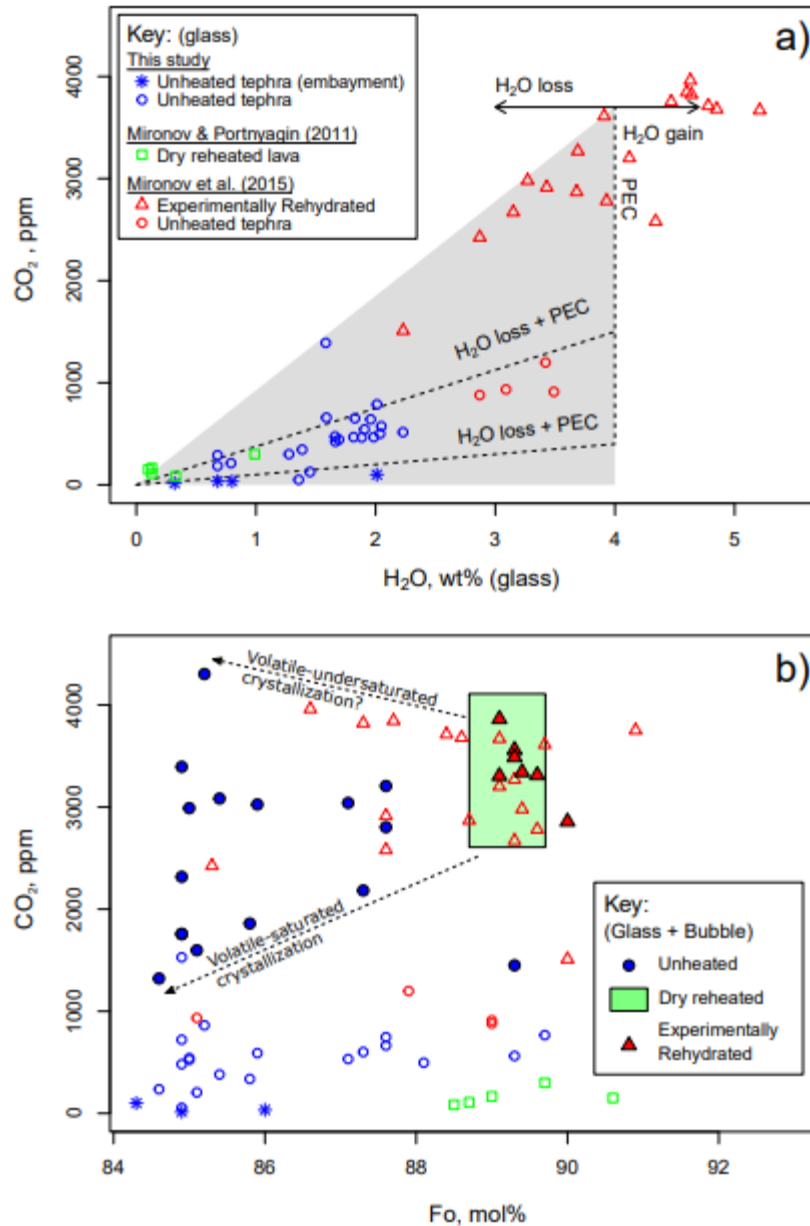 a)
Key: (glass)
This study
Unheated tephra (embayment)
Unheated tephra
Mironov & Portnyagin (2011)
Dry reheated lava
Mironov et al. (2015)
Experimentally Rehydrated
Unheated tephra
H₂O loss
H₂O gain
PEC
H₂O loss + PEC
H₂O loss + PEC
CO₂ , ppm
4000
3000
2000
1000
0
0 1 2 3 4 5
H₂O, wt% (glass)
b)
Volatile-undersaturated
crystallization?
Volatile-saturated
crystallization
Key:
(Glass + Bubble)
Unheated
Dry reheated
Experimentally
Rehydrated
CO₂, ppm
4000
3000
2000
1000
0
84 86 88 90 92
Fo, mol%